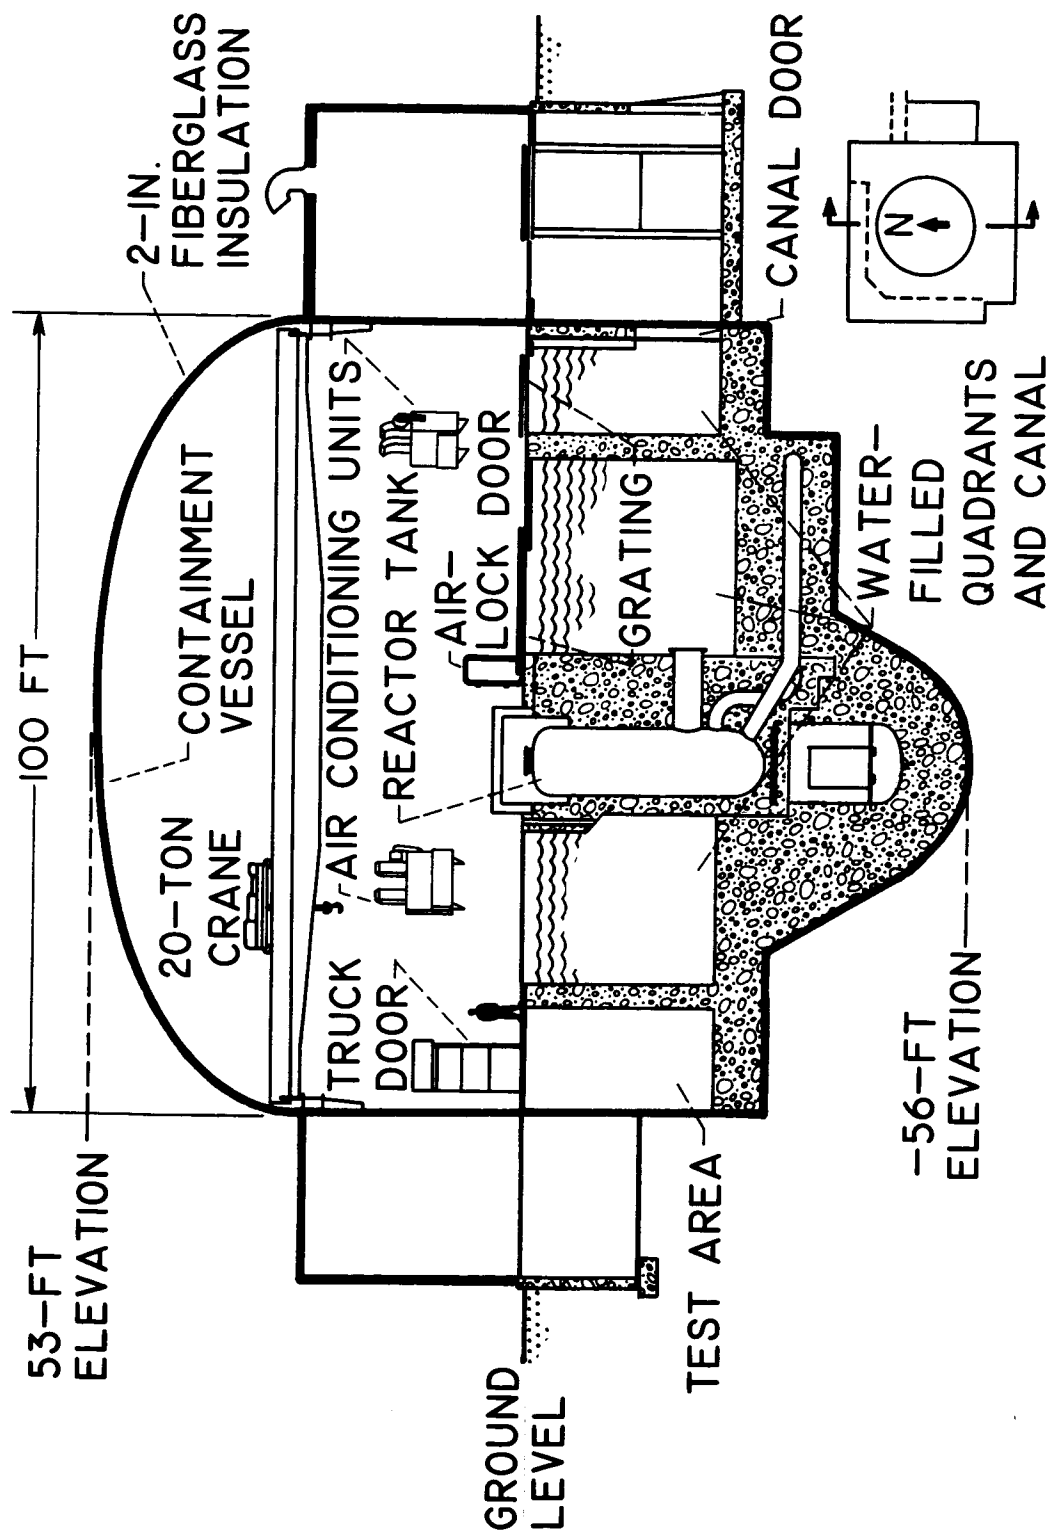 100 FT
53-FT
ELEVATION
CONTAINMENT
VESSEL
2-IN.
FIBERGLASS
INSULATION
20-TON
CRANE
AIR CONDITIONING UNITS
TRUCK
DOOR
REACTOR TANK
AIR-
LOCK DOOR
GROUND
LEVEL
GRATING
TEST AREA
CANAL DOOR
-56-FT
ELEVATION
WATER-
FILLED
QUADRANTS
AND CANAL
N